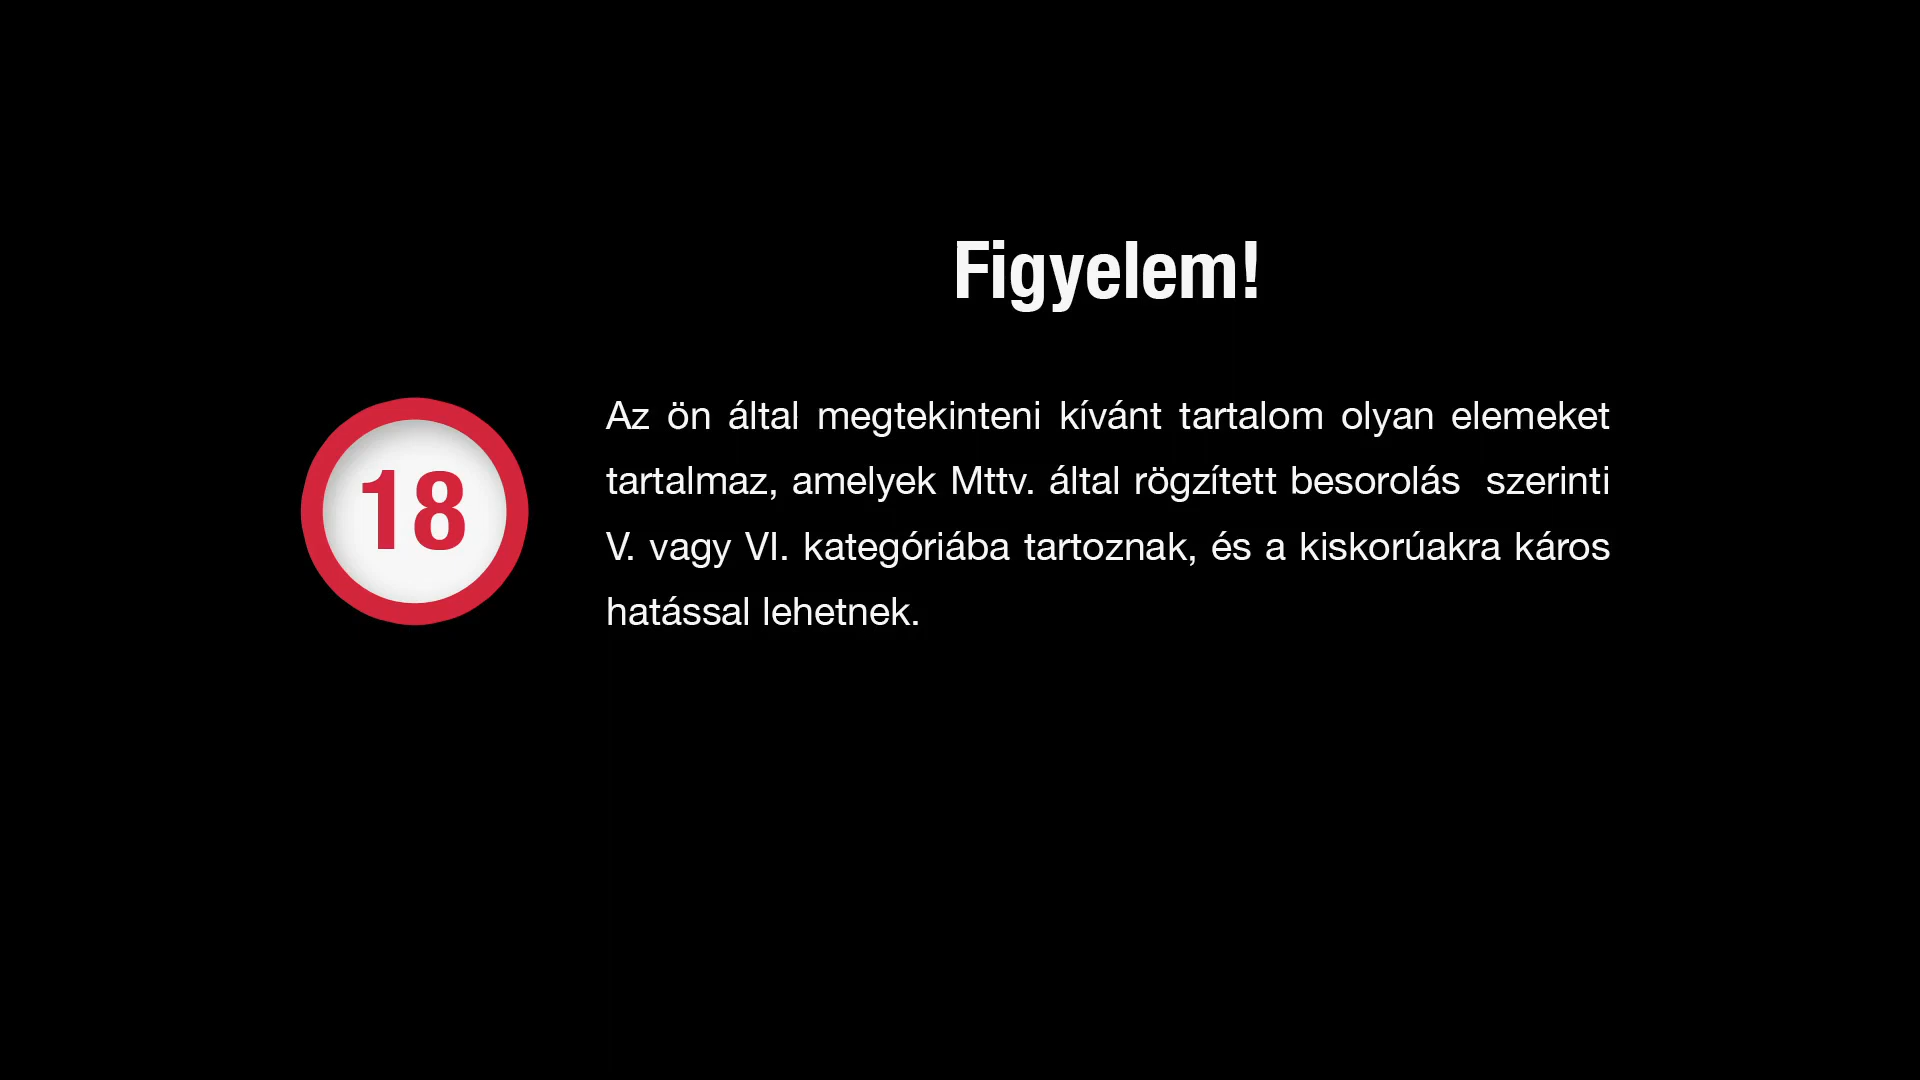 Figyelem!
18
Az ön által megtekinteni kívánt tartalom olyan elemeket
tartalmaz, amelyek Mttv. által rögzített besorolás szerinti
V. vagy VI. kategóriába tartoznak, és a kiskorúakra káros
hatással lehetnek.